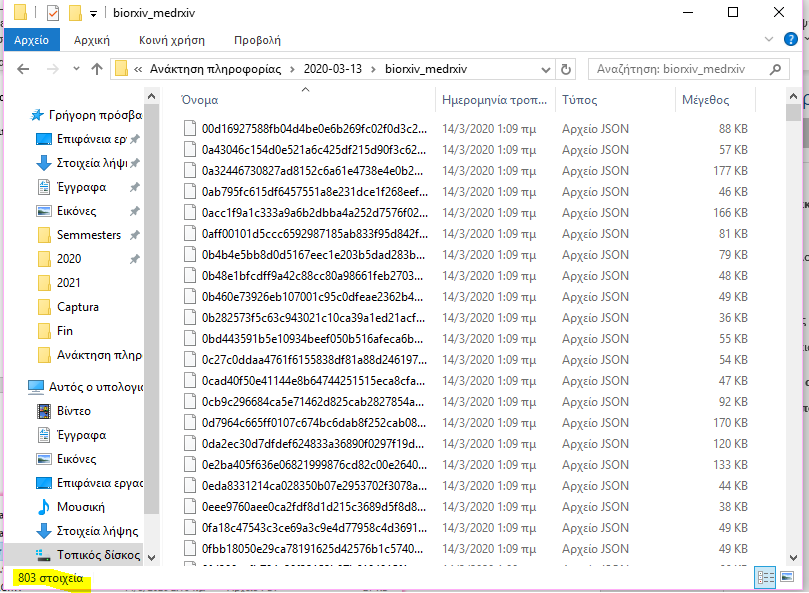 biorxiv_medrxiv
Αρχείο Αρχική Κοινή χρήση Προβολή
« Ανάκτηση πληροφορίας > 2020-03-13 > biorxiv_medrxiv
Αναζήτηση: biorxiv_medrxiv
Όνομα Ημερομηνία τροπ... Τύπος Μέγεθος
Γρήγορη πρόσβα
Επιφάνεια ερ
Στοιχεία λήψι
Έγγραφα
Εικόνες
Semmesters
2020
2021
Captura
Fin
Ανάκτηση πληρ
Αυτός ο υπολογις
Βίντεο
Έγγραφα
Εικόνες
Επιφάνεια εργασ
Μουσική
Στοιχεία λήψης
Τοπικός δίσκος
00d16927588fb04d4be0e6b269fc02f0d3c2... 14/3/2020 1:09 πμ Αρχείο JSON 88 KB
0a43046c154d0e521a6c425df215d90f3c62... 14/3/2020 1:09 πμ Αρχείο JSON 57 KB
0a32446730827ad8152c6a61e4738e4e0b2... 14/3/2020 1:09 πμ Αρχείο JSON 177 KB
0ab795fc615df6457551a8e231dce1f268eef... 14/3/2020 1:09 πμ Αρχείο JSON 46 KB
0acc1f9a1c333a9a6b2dbba4a252d7576f02... 14/3/2020 1:09 πμ Αρχείο JSON 166 KB
0aff00101d5ccc6592987185ab833f95d842f... 14/3/2020 1:09 πμ Αρχείο JSON 81 KB
0b4b4e5bb8d0d5167eec1e203b5dad283b... 14/3/2020 1:09 πμ Αρχείο JSON 79 KB
0b48e1bfcdff9a42c88cc80a98661feb2703... 14/3/2020 1:09 πμ Αρχείο JSON 48 KB
0b460e73926eb107001c95c0dfeae2362b4... 14/3/2020 1:09 πμ Αρχείο JSON 49 KB
0b282573f5c63c943021c10ca39a1ed21acf... 14/3/2020 1:09 πμ Αρχείο JSON 36 KB
0bd443591b5e10934beef050b516afeca6b... 14/3/2020 1:09 πμ Αρχείο JSON 55 KB
0c27c0ddaa4761f6155838df81a88d246197... 14/3/2020 1:09 πμ Αρχείο JSON 54 KB
0cad40f50e41144e8b64744251515eca8cfa... 14/3/2020 1:09 πμ Αρχείο JSON 47 KB
0cb9c296684ca5e71462d825cab2827854a... 14/3/2020 1:09 πμ Αρχείο JSON 92 KB
0d7964c665ff0107c674bc6dab8f252cab08... 14/3/2020 1:09 πμ Αρχείο JSON 170 KB
0da2ec30d7dfdef624833a36890f0297f19d... 14/3/2020 1:09 πμ Αρχείο JSON 120 KB
0e2ba405f636e06821999876cd82c00e2640... 14/3/2020 1:09 πμ Αρχείο JSON 133 KB
0eda8331214ca028350b07e2953702f3078a... 14/3/2020 1:09 πμ Αρχείο JSON 44 KB
0eee9760aee0ca2fdf8d1d215c3689d5f8d8... 14/3/2020 1:09 πμ Αρχείο JSON 38 KB
0fa18c47543c3ce69a3c9e4d77958c4d3691... 14/3/2020 1:09 πμ Αρχείο JSON 49 KB
0fbb18050e29ca78191625d42576b1c5740... 14/3/2020 1:09 πμ Αρχείο JSON 49 KB
803 στοιχεία